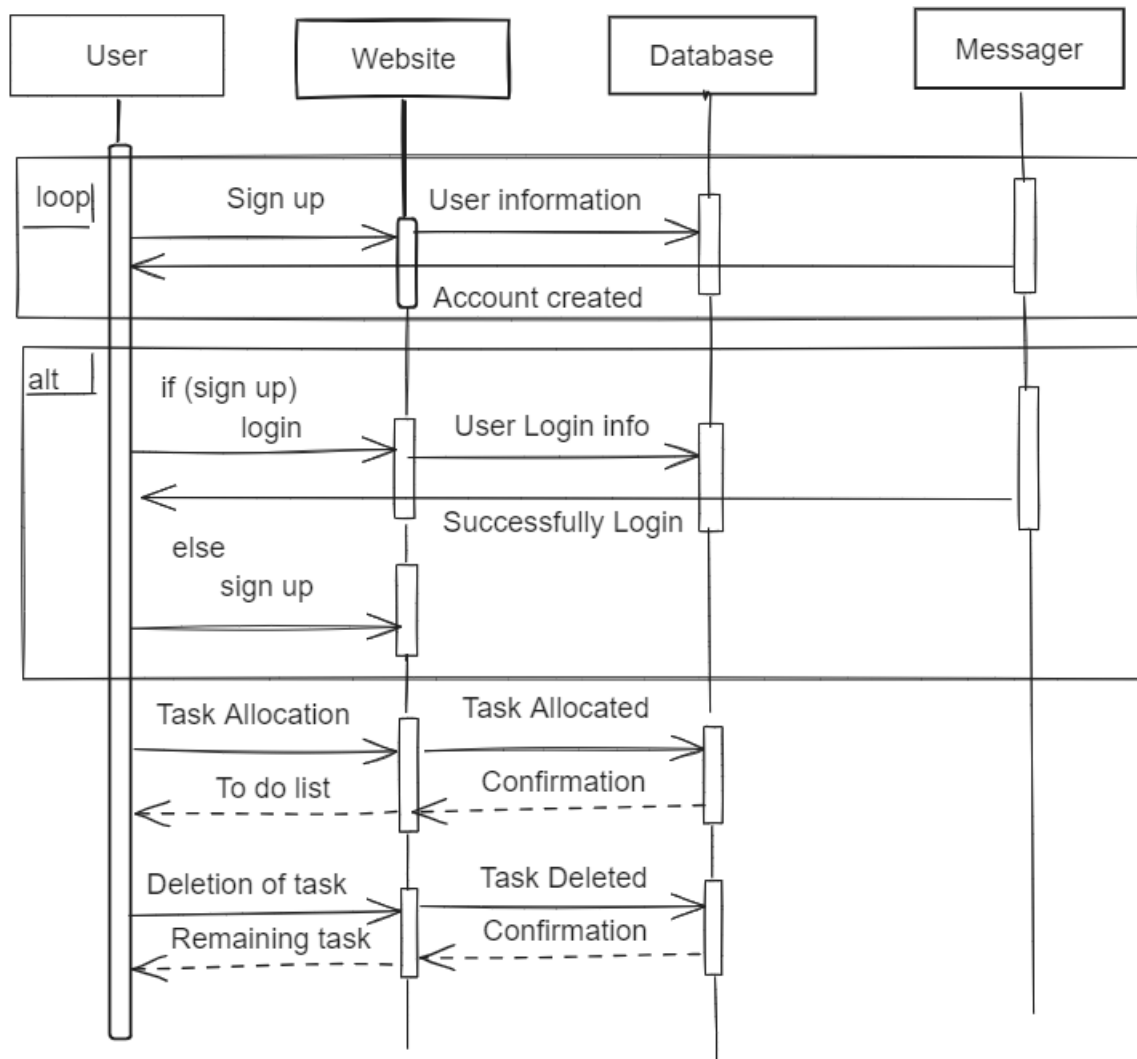 User
Website
Database
Messager
loop
Sign up
User information
Account created
alt
if (sign up)
login
User Login info
Successfully Login
else
sign up
Task Allocation
Task Allocated
To do list
Confirmation
Deletion of task
Task Deleted
Remaining task
Confirmation